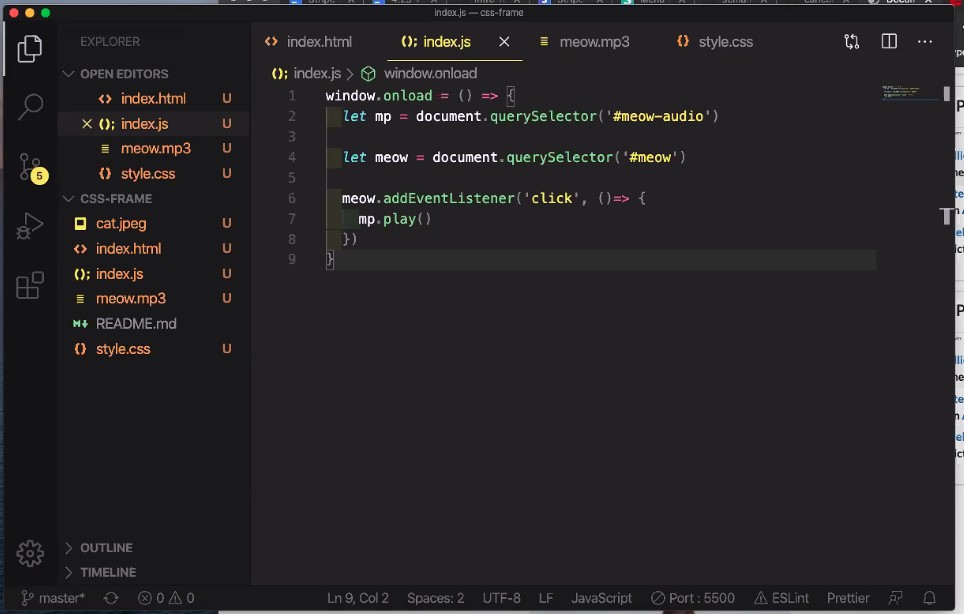 index.js — css-frame
EXPLORER
OPEN EDITORS
index.html U
index.js U
meow.mp3 U
style.css U
CSS-FRAME
cat.jpeg U
index.html U
index.js U
meow.mp3 U
README.md
style.css U
OUTLINE
TIMELINE
5
index.html
index.js
meow.mp3
style.css
index.js > window.onload
1 window.onload = () => {
2 let mp = document.querySelector('#meow-audio')
3
4 let meow = document.querySelector('#meow')
5
6 meow.addEventListener('click', ()=> {
7 mp.play()
8 })
9 }
master* 0 0 Ln 9, Col 2 Spaces: 2 UTF-8 LF JavaScript Port : 5500 ESLint Prettier